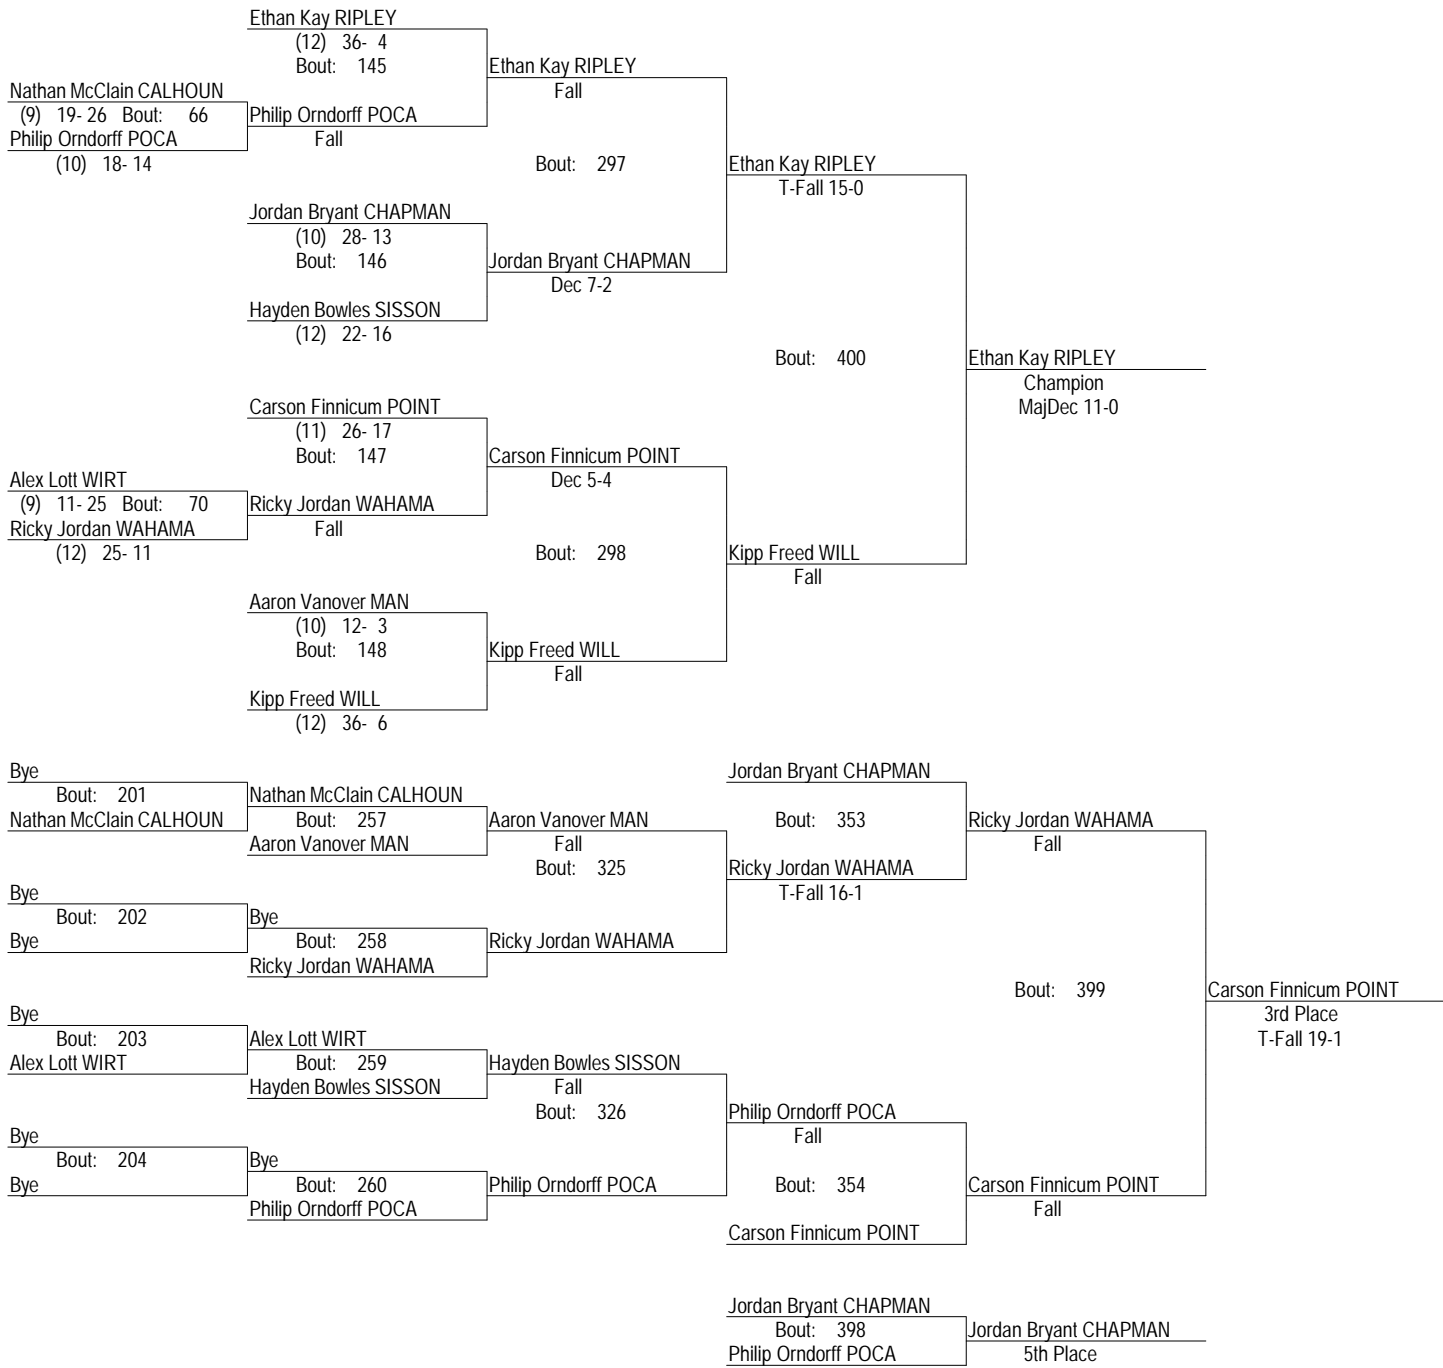 Ethan Kay RIPLEY
(12) 36- 4
Bout: 145
Ethan Kay RIPLEY
Fall
Nathan McClain CALHOUN
(9) 19- 26 Bout: 66
Philip Orndorff POCA
Philip Orndorff POCA
Fall
(10) 18- 14
Bout: 297
Ethan Kay RIPLEY
T-Fall 15-0
Jordan Bryant CHAPMAN
(10) 28- 13
Bout: 146
Jordan Bryant CHAPMAN
Dec 7-2
Hayden Bowles SISSON
(12) 22- 16
Bout: 400
Ethan Kay RIPLEY
Champion
MajDec 11-0
Carson Finnicum POINT
(11) 26- 17
Bout: 147
Carson Finnicum POINT
Dec 5-4
Alex Lott WIRT
(9) 11- 25 Bout: 70
Ricky Jordan WAHAMA
Ricky Jordan WAHAMA
Fall
(12) 25- 11
Bout: 298
Kipp Freed WILL
Fall
Aaron Vanover MAN
(10) 12- 3
Bout: 148
Kipp Freed WILL
Fall
Kipp Freed WILL
(12) 36- 6
Bye
Bout: 201
Nathan McClain CALHOUN
Nathan McClain CALHOUN
Bout: 257
Aaron Vanover MAN
Aaron Vanover MAN
Fall
Bout: 325
Jordan Bryant CHAPMAN
Bout: 353
Ricky Jordan WAHAMA
Fall
Ricky Jordan WAHAMA
T-Fall 16-1
Bye
Bout: 202
Bye
Bye
Bout: 258
Ricky Jordan WAHAMA
Ricky Jordan WAHAMA
Bout: 399
Carson Finnicum POINT
3rd Place
T-Fall 19-1
Bye
Bout: 203
Alex Lott WIRT
Alex Lott WIRT
Bout: 259
Hayden Bowles SISSON
Hayden Bowles SISSON
Fall
Bout: 326
Philip Orndorff POCA
Fall
Bye
Bout: 204
Bye
Bye
Bout: 260
Philip Orndorff POCA
Philip Orndorff POCA
Bout: 354
Carson Finnicum POINT
Fall
Carson Finnicum POINT
Jordan Bryant CHAPMAN
Bout: 398
Philip Orndorff POCA
Jordan Bryant CHAPMAN
5th Place